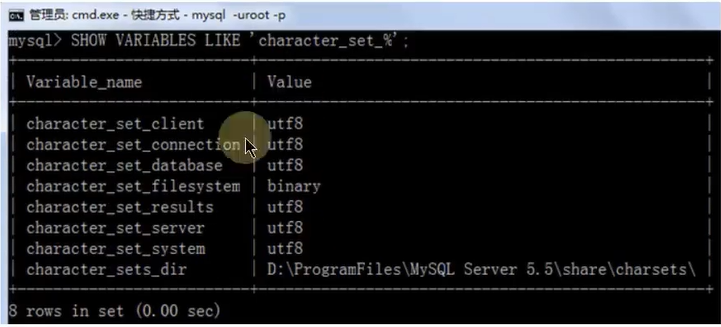 管理员: cmd.exe - 快捷方式 - mysql -uroot -p
mysql> SHOW VARIABLES LIKE 'character_set_%';
Variable_name | Value
character_set_client | utf8
character_set_connection | utf8
character_set_database | utf8
character_set_filesystem | binary
character_set_results | utf8
character_set_server | utf8
character_set_system | utf8
character_sets_dir | D:\ProgramFiles\MySQL Server 5.5\share\charsets\
8 rows in set (0.00 sec)